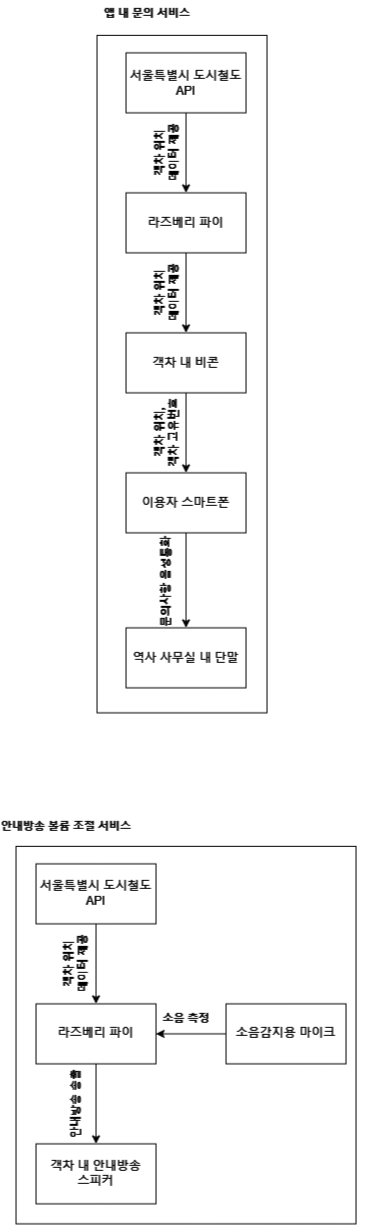 앱 내 문의 서비스
서울특별시 도시철도
API
객차 위치
데이터 제공
라즈베리 파이
객차 위치
데이터 제공
객차 내 비콘
객차 위치,
객차 고유번호
이용자 스마트폰
문의사항 음성통화
역사 사무실 내 단말
안내방송 볼륨 조절 서비스
서울특별시 도시철도
API
객차 위치
데이터 제공
라즈베리 파이
소음 측정
소음감지용 마이크
안내방송 송출
객차 내 안내방송
스피커